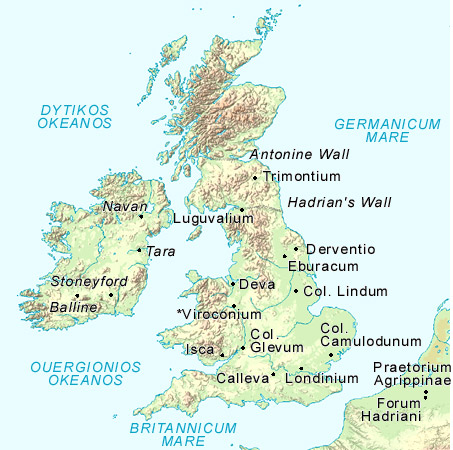 DYTIKOS
OKEANOS
GERMANICUM
MARE
Antonine Wall
Trimontium
Hadrian's Wall
Navan
Luguvalium
Tara
Derventio
Eburacum
Stoneyford
Deva
Col. Lindum
Balline
*Viroconium
Col.
Glevum
Col.
Camulodunum
Isca
OUERGIONIOS
OKEANOS
Calleva
Londinium
Praetorium
Agrippinae
Forum
Hadriani
BRITANNICUM
MARE